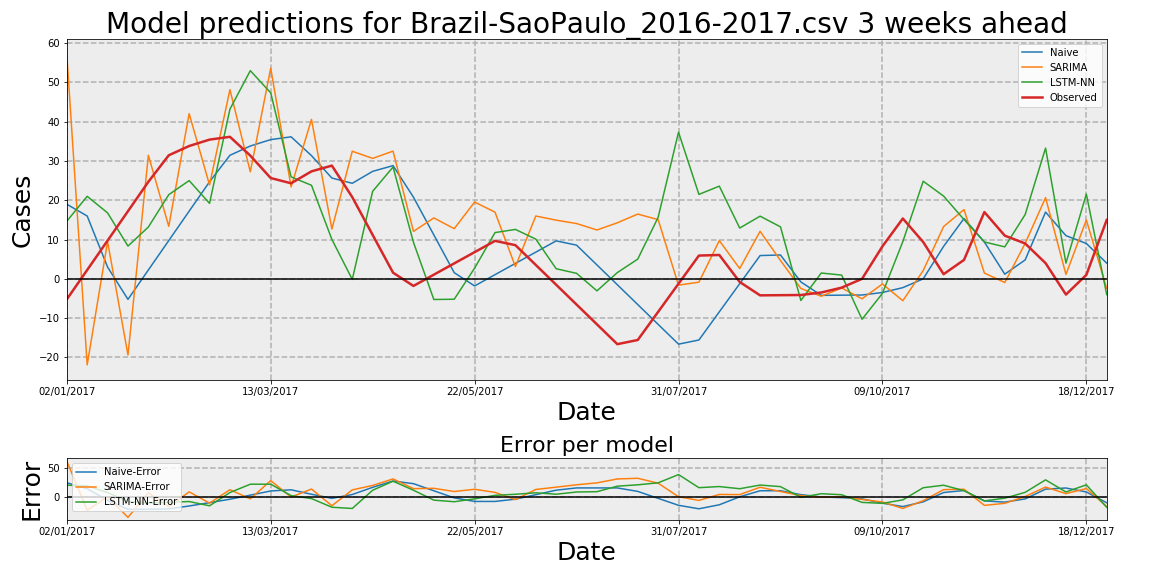 Model predictions for Brazil-SaoPaulo_2016-2017.csv 3 weeks ahead
60
50
40
30
20
10
0
−10
−20
Cases
Naive
SARIMA
LSTM-NN
Observed
02/01/2017 13/03/2017 22/05/2017 31/07/2017 09/10/2017 18/12/2017
Date
Error per model
50
0
Error
Naive-Error
SARIMA-Error
LSTM-NN-Error
02/01/2017 13/03/2017 22/05/2017 31/07/2017 09/10/2017 18/12/2017
Date